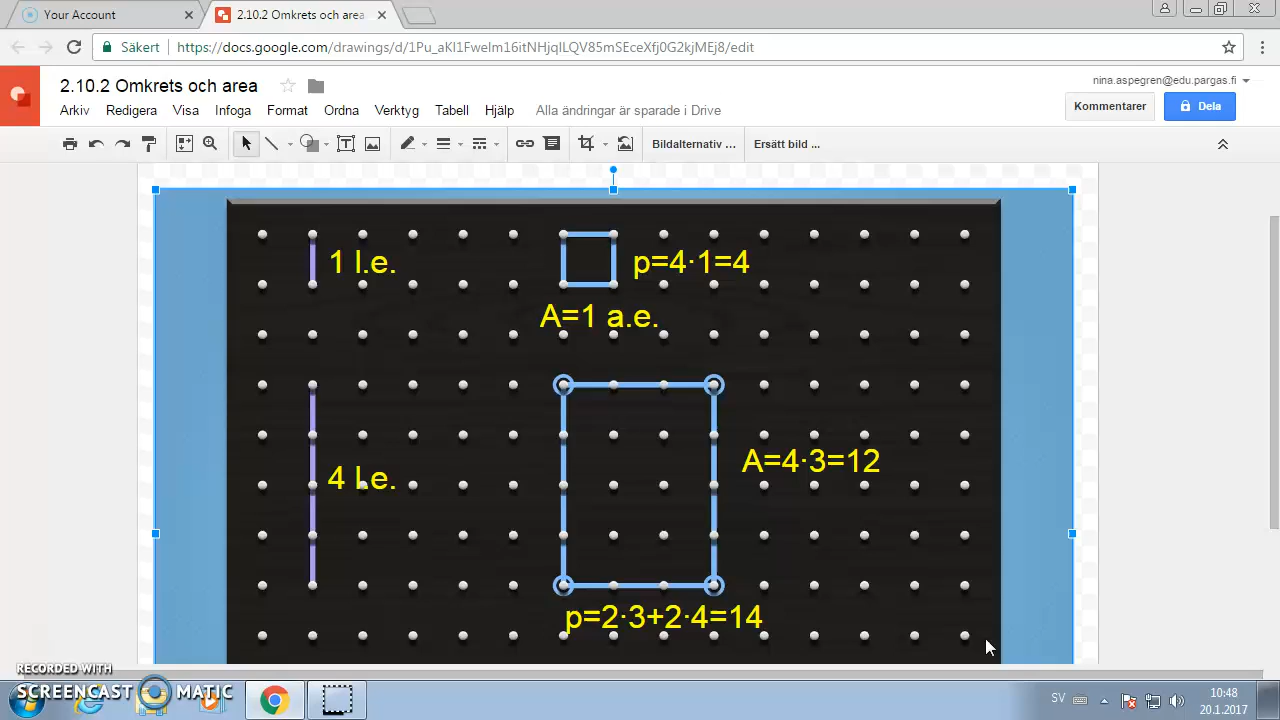 Your Account
2.10.2 Omkrets och area
Säkert
https://docs.google.com/drawings/d/1Pu_aKl1Fwelm16itNHjqlLQV85mSEceXfj0G2kjMEj8/edit
2.10.2 Omkrets och area
nina.aspegren@edu.pargas.fi
Arkiv Redigera Visa Infoga Format Ordna Verktyg Tabell Hjälp Alla ändringar är sparade i Drive
Kommentarer
Dela
Bildalternativ ...
Ersätt bild ...
1 l.e.
p=4·1=4
A=1 a.e.
4 l.e.
A=4·3=12
p=2·3+2·4=14
RECORDED WITH
SCREENCAST MATIC
SV
10:48
20.1.2017